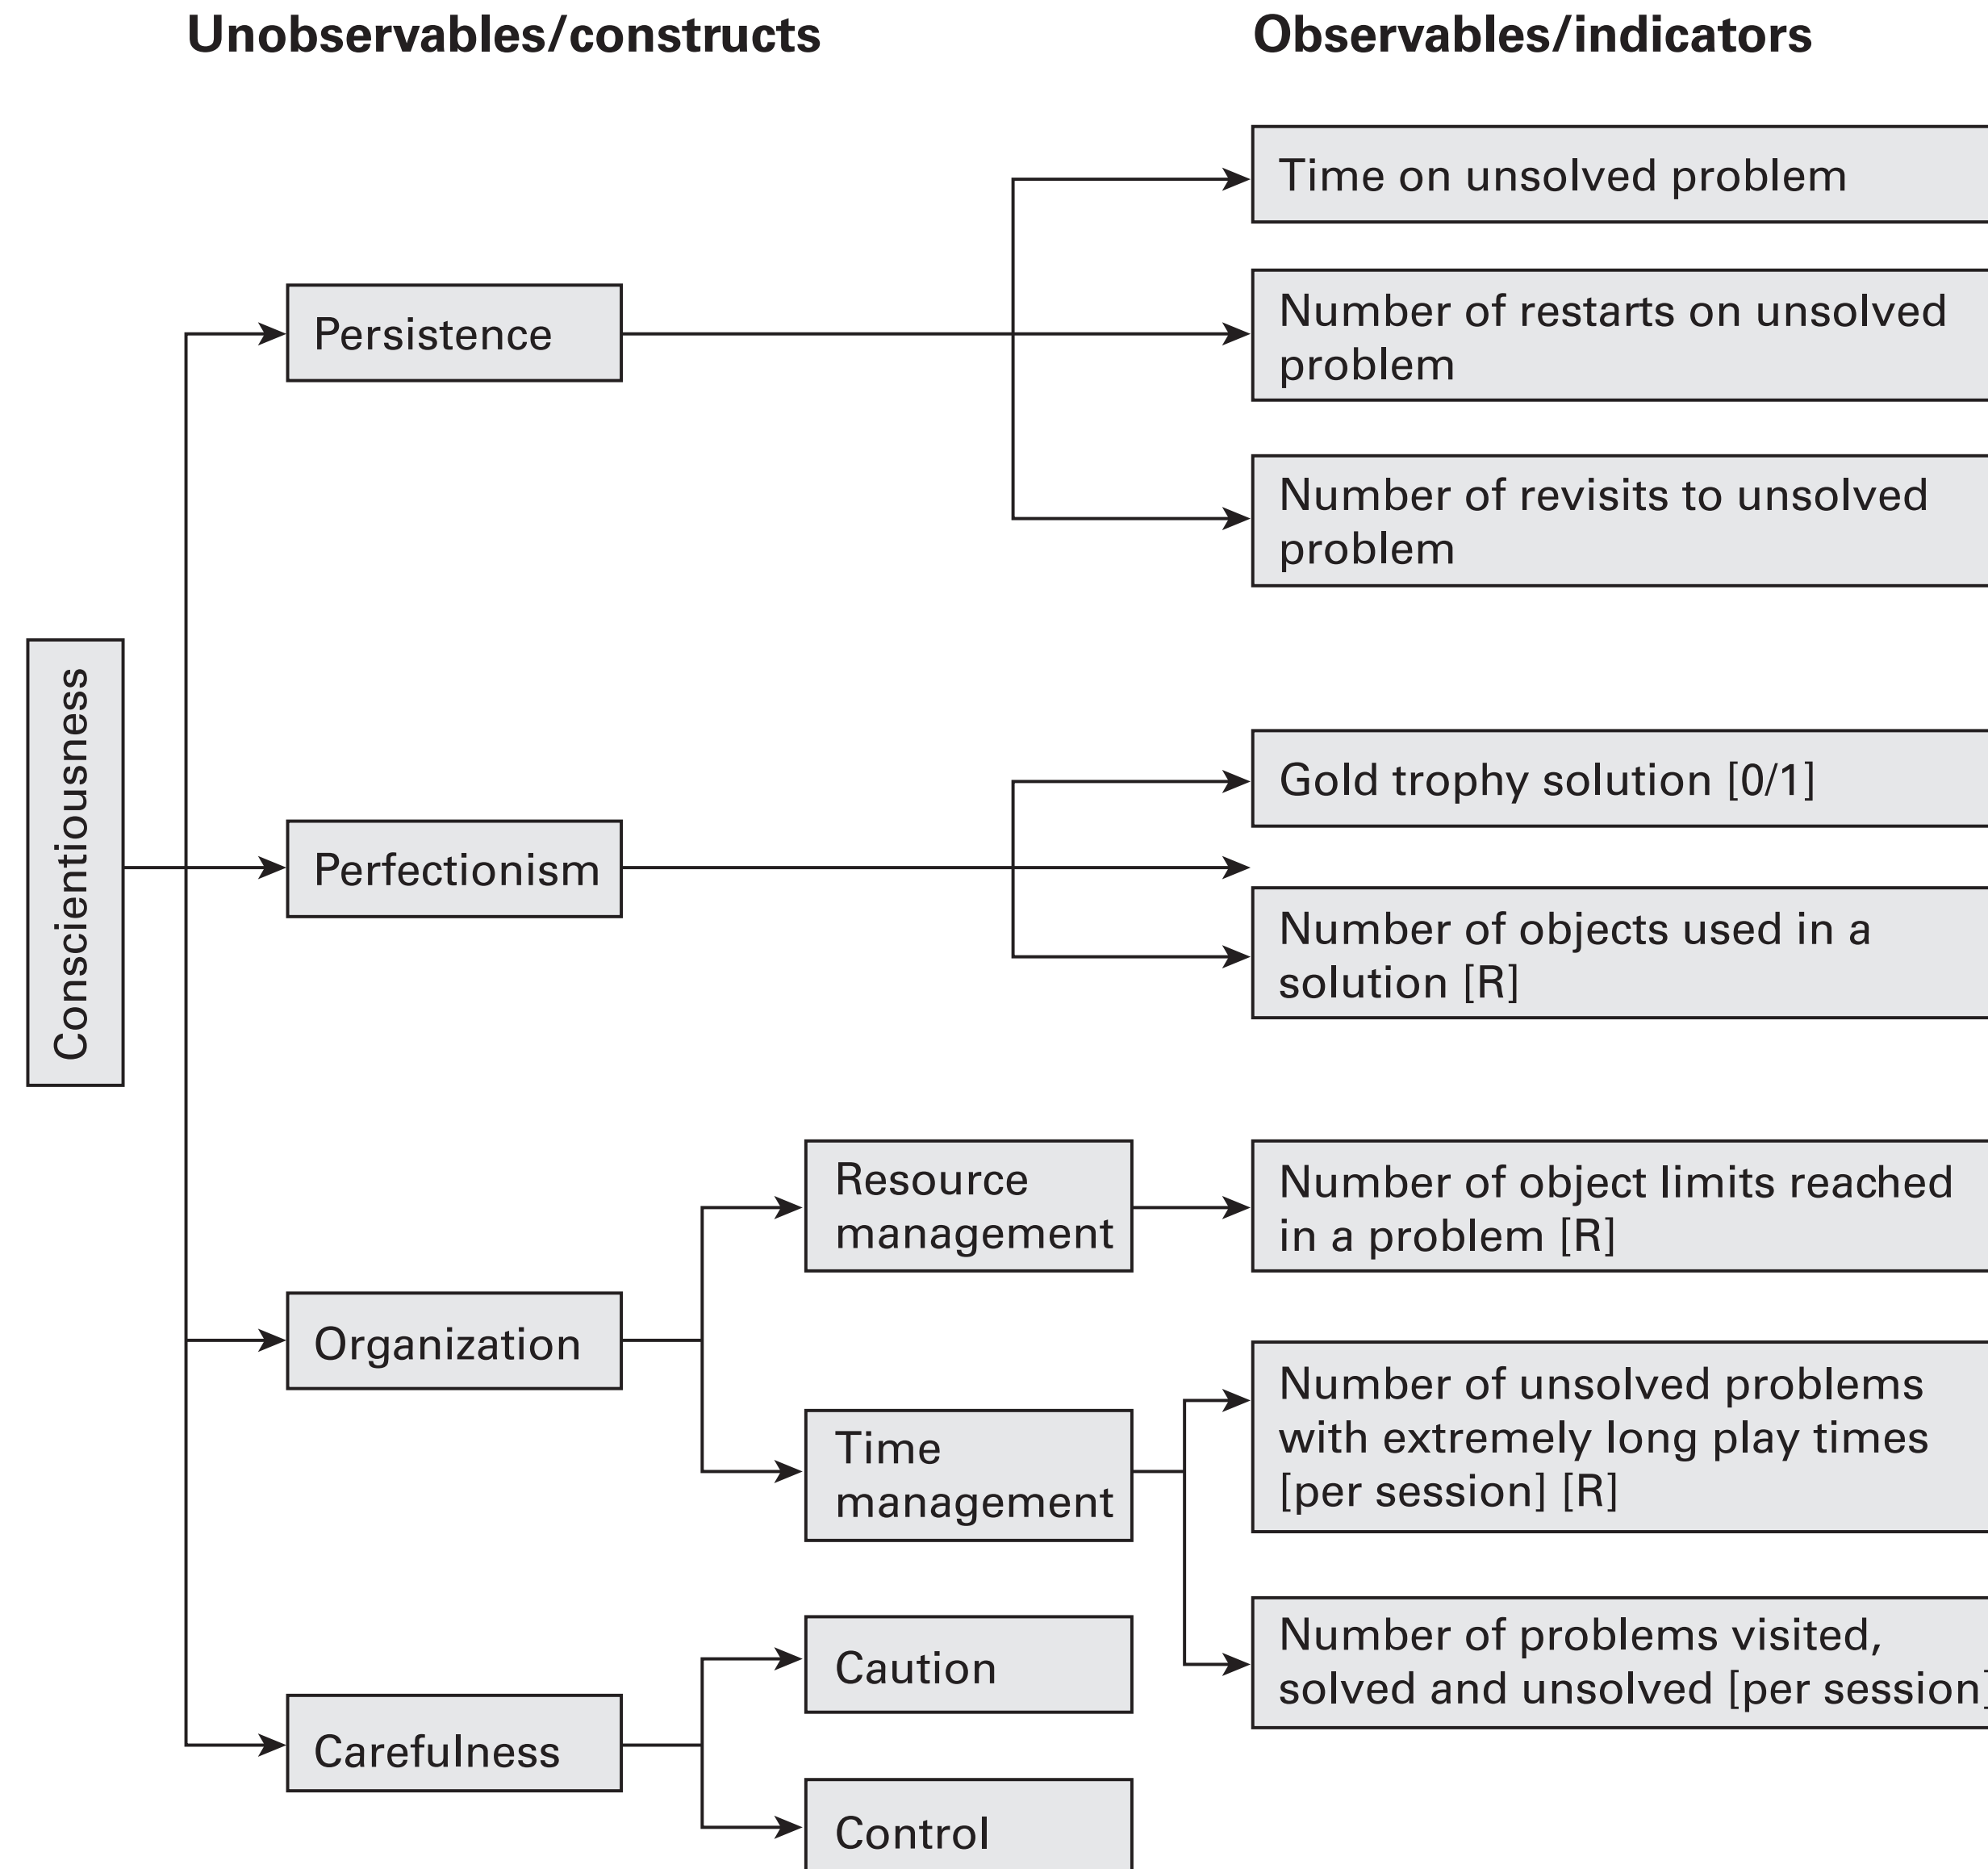 Unobservables/constructs
Observables/indicators
Conscientiousness
Persistence
Time on unsolved problem
Number of restarts on unsolved
problem
Number of revisits to unsolved
problem
Perfectionism
Gold trophy solution [0/1]
Number of objects used in a
solution [R]
Organization
Resource
management
Number of object limits reached
in a problem [R]
Time
management
Number of unsolved problems
with extremely long play times
[per session] [R]
Number of problems visited,
solved and unsolved [per session]
Carefulness
Caution
Control